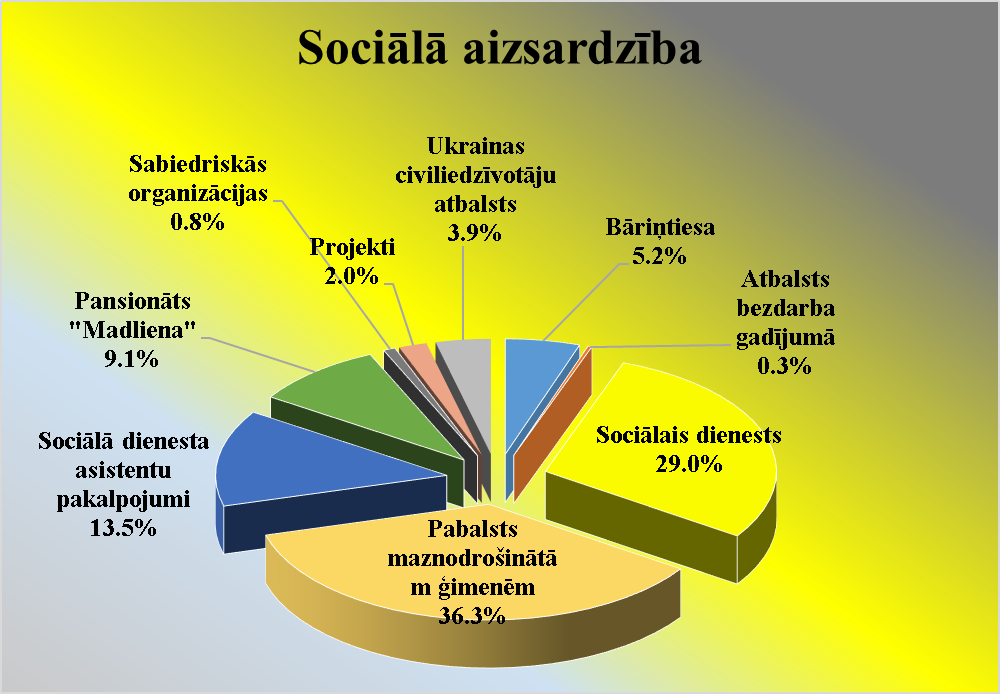 Sociālā aizsardzība
Ukrainas
civiliedzīvotāju
atbalsts
3.9%
Sabiedriskās
organizācijas
0.8%
Projekti
2.0%
Bāriņtiesa
5.2%
Atbalsts
bezdarba
gadījumā
0.3%
Pansionāts
"Madliena"
9.1%
Sociālais dienests
29.0%
Sociālā dienesta
asistentu
pakalpojumi
13.5%
Pabalsts
maznodrošinātā
m ģimenēm
36.3%